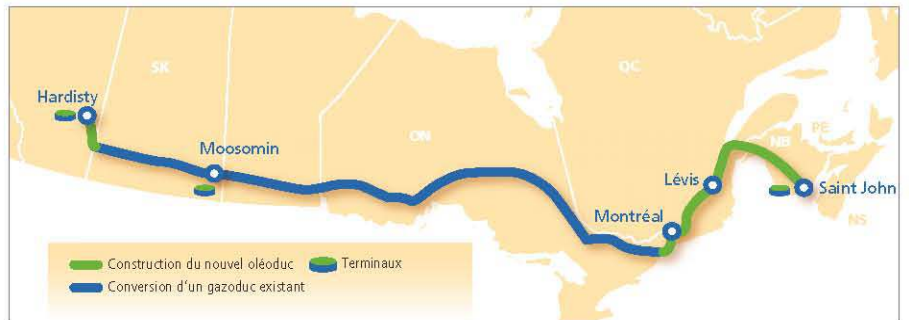 SK
QC
Hardisty
ON
Moosomin
NB
PE
Lévis
Saint John
Montréal
NS
Construction du nouvel oléoduc
Terminaux
Conversion d'un gazoduc existant